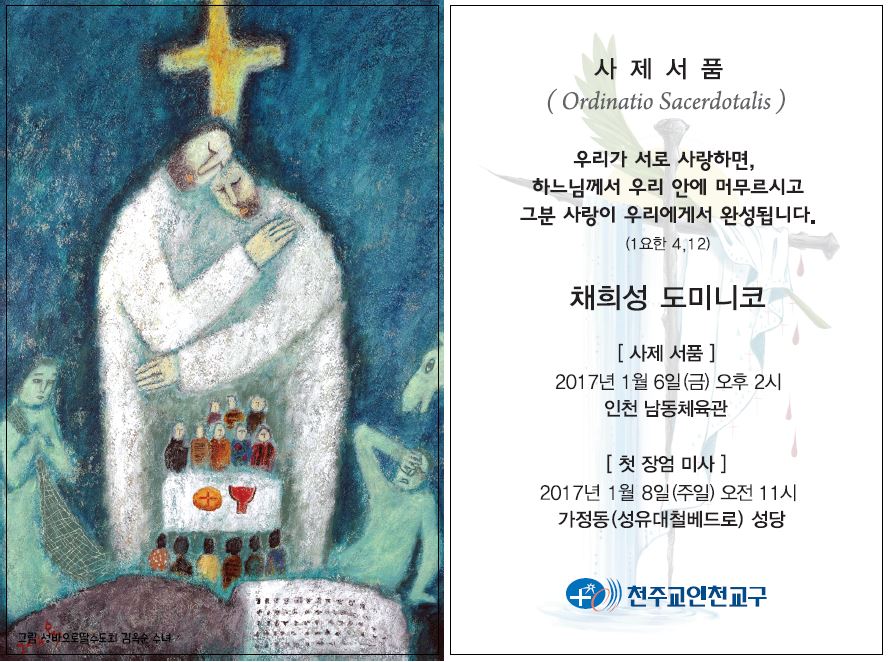 그림 성바오로딸수도회 김옥순 수녀
사 제 서 품
( Ordinatio Sacerdotalis )
우리가 서로 사랑하면,
하느님께서 우리 안에 머무르시고
그분 사랑이 우리에게서 완성됩니다.
(1요한 4,12)
채희성 도미니코
[ 사제 서품 ]
2017년 1월 6일(금) 오후 2시
인천 남동체육관
[ 첫 장엄 미사 ]
2017년 1월 8일(주일) 오전 11시
가정동(성유대철베드로) 성당
천주교인천교구